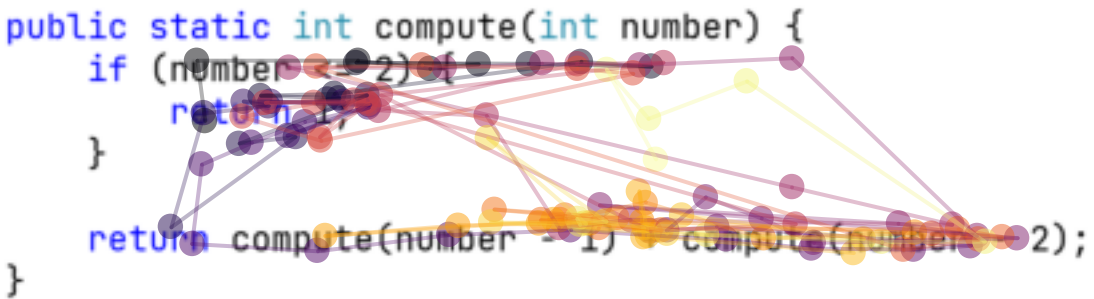 public static int compute(int number) {
    if (number <= 2) {
        return 1;
    }
    return compute(number - 1) + compute(number - 2);
}